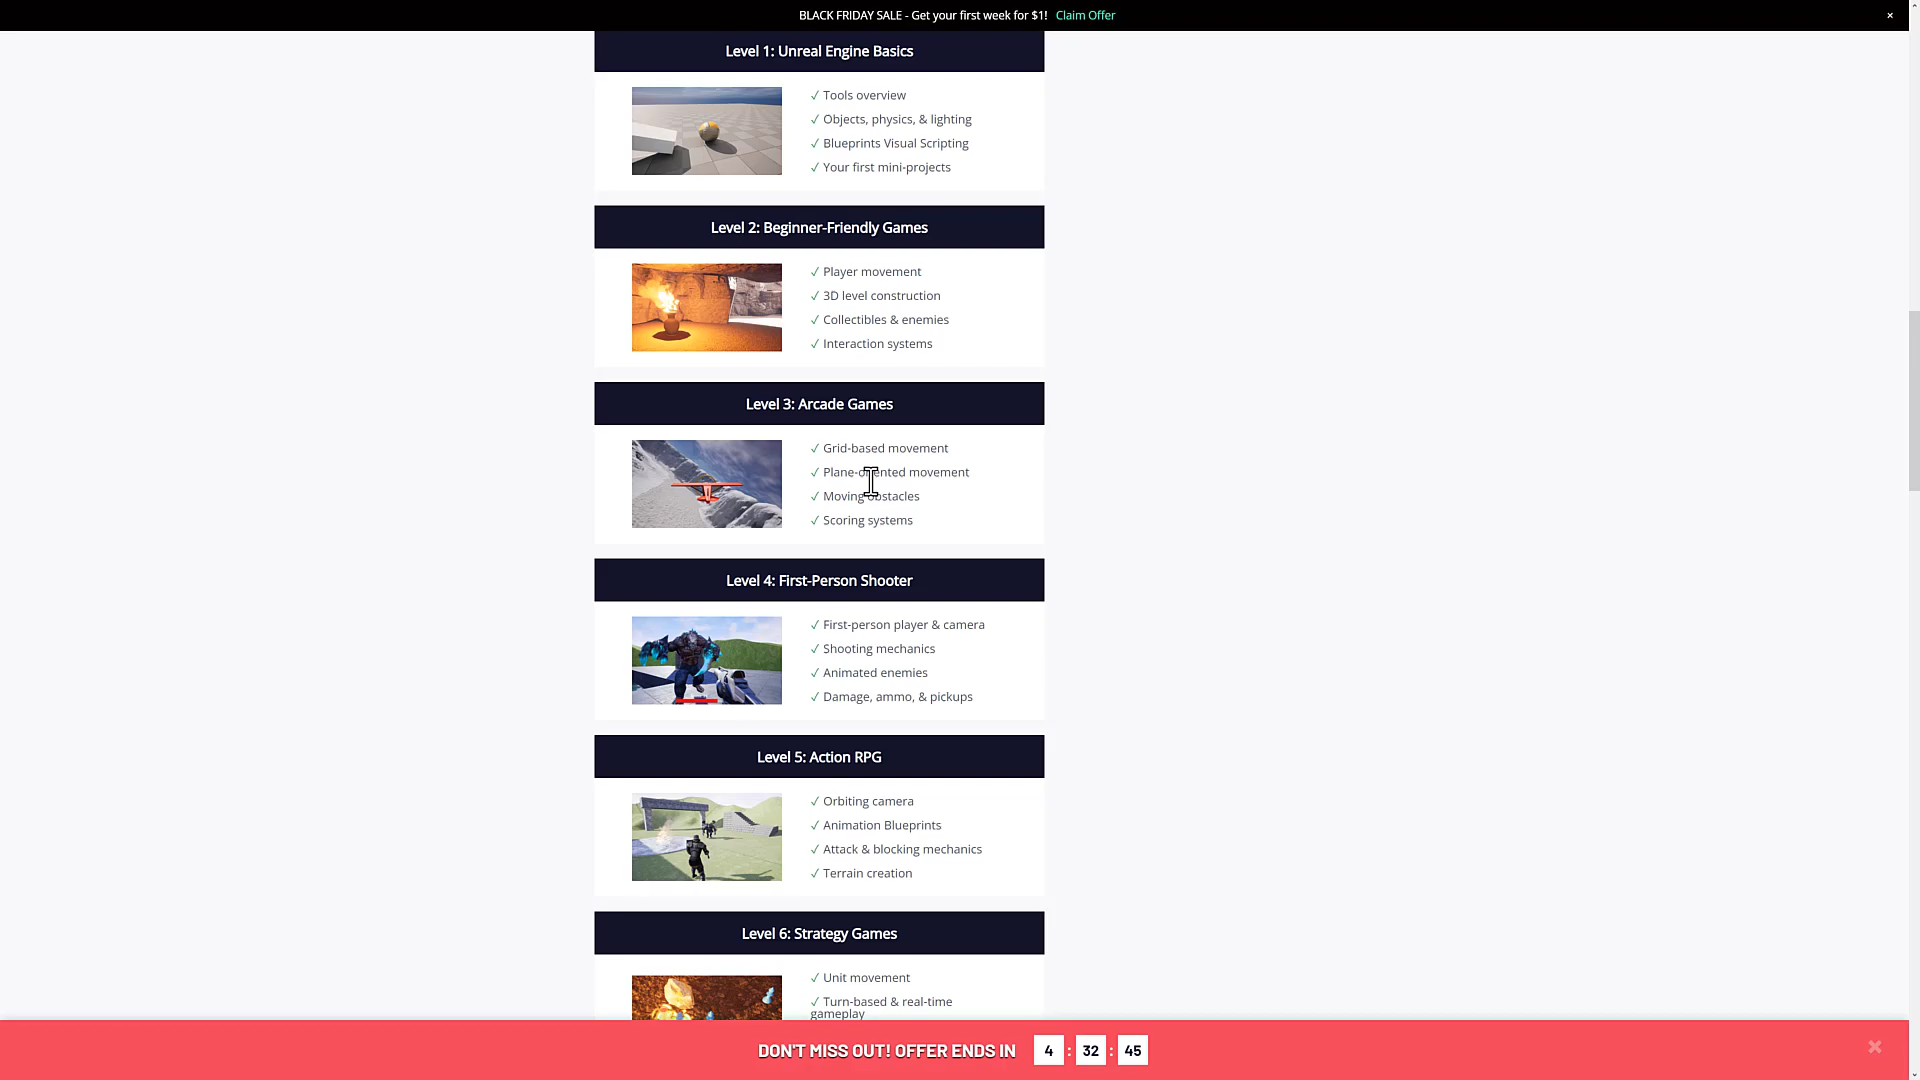 BLACK FRIDAY SALE - Get your first week for $1! Claim Offer ×
Level 1: Unreal Engine Basics
✓ Tools overview
✓ Objects, physics, & lighting
✓ Blueprints Visual Scripting
✓ Your first mini-projects
Level 2: Beginner-Friendly Games
✓ Player movement
✓ 3D level construction
✓ Collectibles & enemies
✓ Interaction systems
Level 3: Arcade Games
✓ Grid-based movement
✓ Plane-oriented movement
✓ Moving obstacles
✓ Scoring systems
Level 4: First-Person Shooter
✓ First-person player & camera
✓ Shooting mechanics
✓ Animated enemies
✓ Damage, ammo, & pickups
Level 5: Action RPG
✓ Orbiting camera
✓ Animation Blueprints
✓ Attack & blocking mechanics
✓ Terrain creation
Level 6: Strategy Games
✓ Unit movement
✓ Turn-based & real-time
gameplay
DON'T MISS OUT! OFFER ENDS IN 4 : 32 : 45 ×